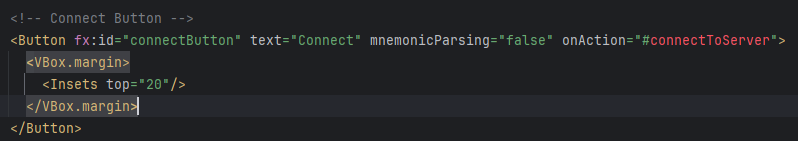 <!-- Connect Button -->
<Button fx:id="connectButton" text="Connect" mnemonicParsing="false" onAction="#connectToServer">
<VBox.margin>
<Insets top="20"/>
</VBox.margin>
</Button>